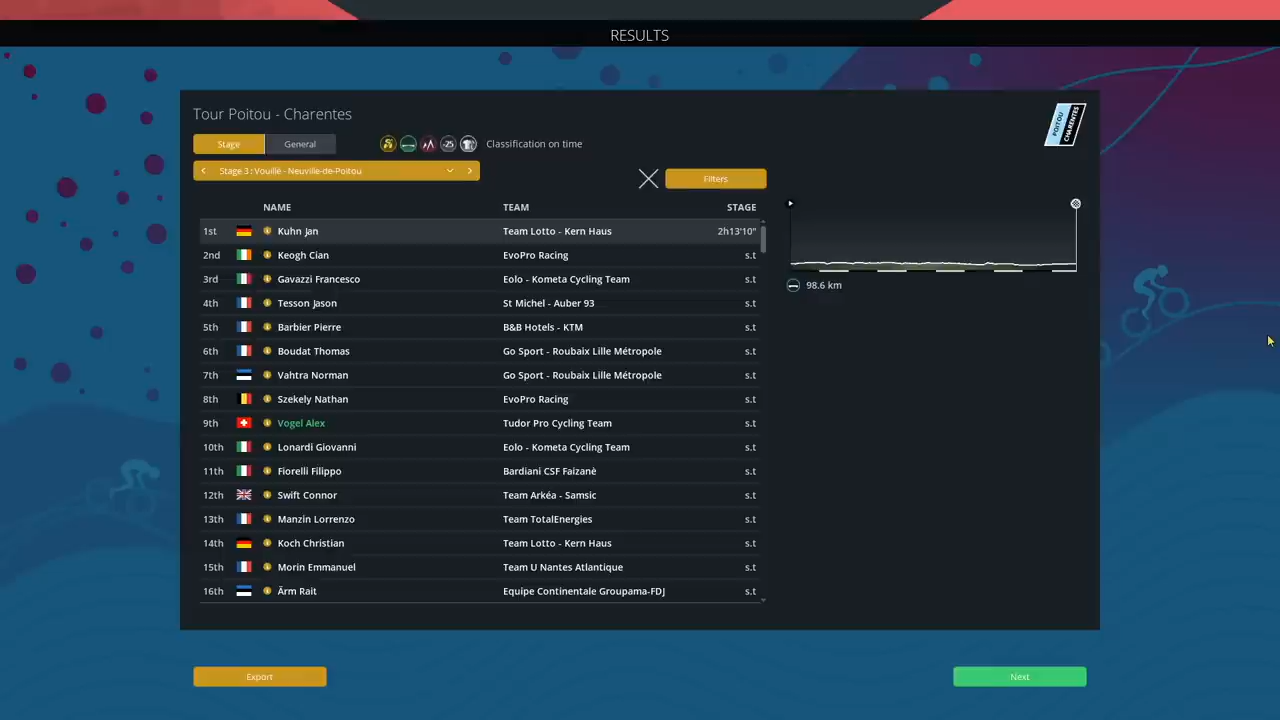 RESULTS
Tour Poitou - Charentes
POITOU
CHARENTES
Stage
General
-25
Classification on time
Stage 3 : Vouillé - Neuville-de-Poitou
Filters
NAME TEAM STAGE
1st Kuhn Jan Team Lotto - Kern Haus 2h13'10"
2nd Keogh Cian EvoPro Racing s.t
3rd Gavazzi Francesco Eolo - Kometa Cycling Team s.t
4th Tesson Jason St Michel - Auber 93 s.t
5th Barbier Pierre B&B Hotels - KTM s.t
6th Boudat Thomas Go Sport - Roubaix Lille Métropole s.t
7th Vahtra Norman Go Sport - Roubaix Lille Métropole s.t
8th Szekely Nathan EvoPro Racing s.t
9th Vogel Alex Tudor Pro Cycling Team s.t
10th Lonardi Giovanni Eolo - Kometa Cycling Team s.t
11th Fiorelli Filippo Bardiani CSF Faizanè s.t
12th Swift Connor Team Arkéa - Samsic s.t
13th Manzin Lorrenzo Team TotalEnergies s.t
14th Koch Christian Team Lotto - Kern Haus s.t
15th Morin Emmanuel Team U Nantes Atlantique s.t
16th Ärm Rait Equipe Continentale Groupama-FDJ s.t
98.6 km
Export
Next